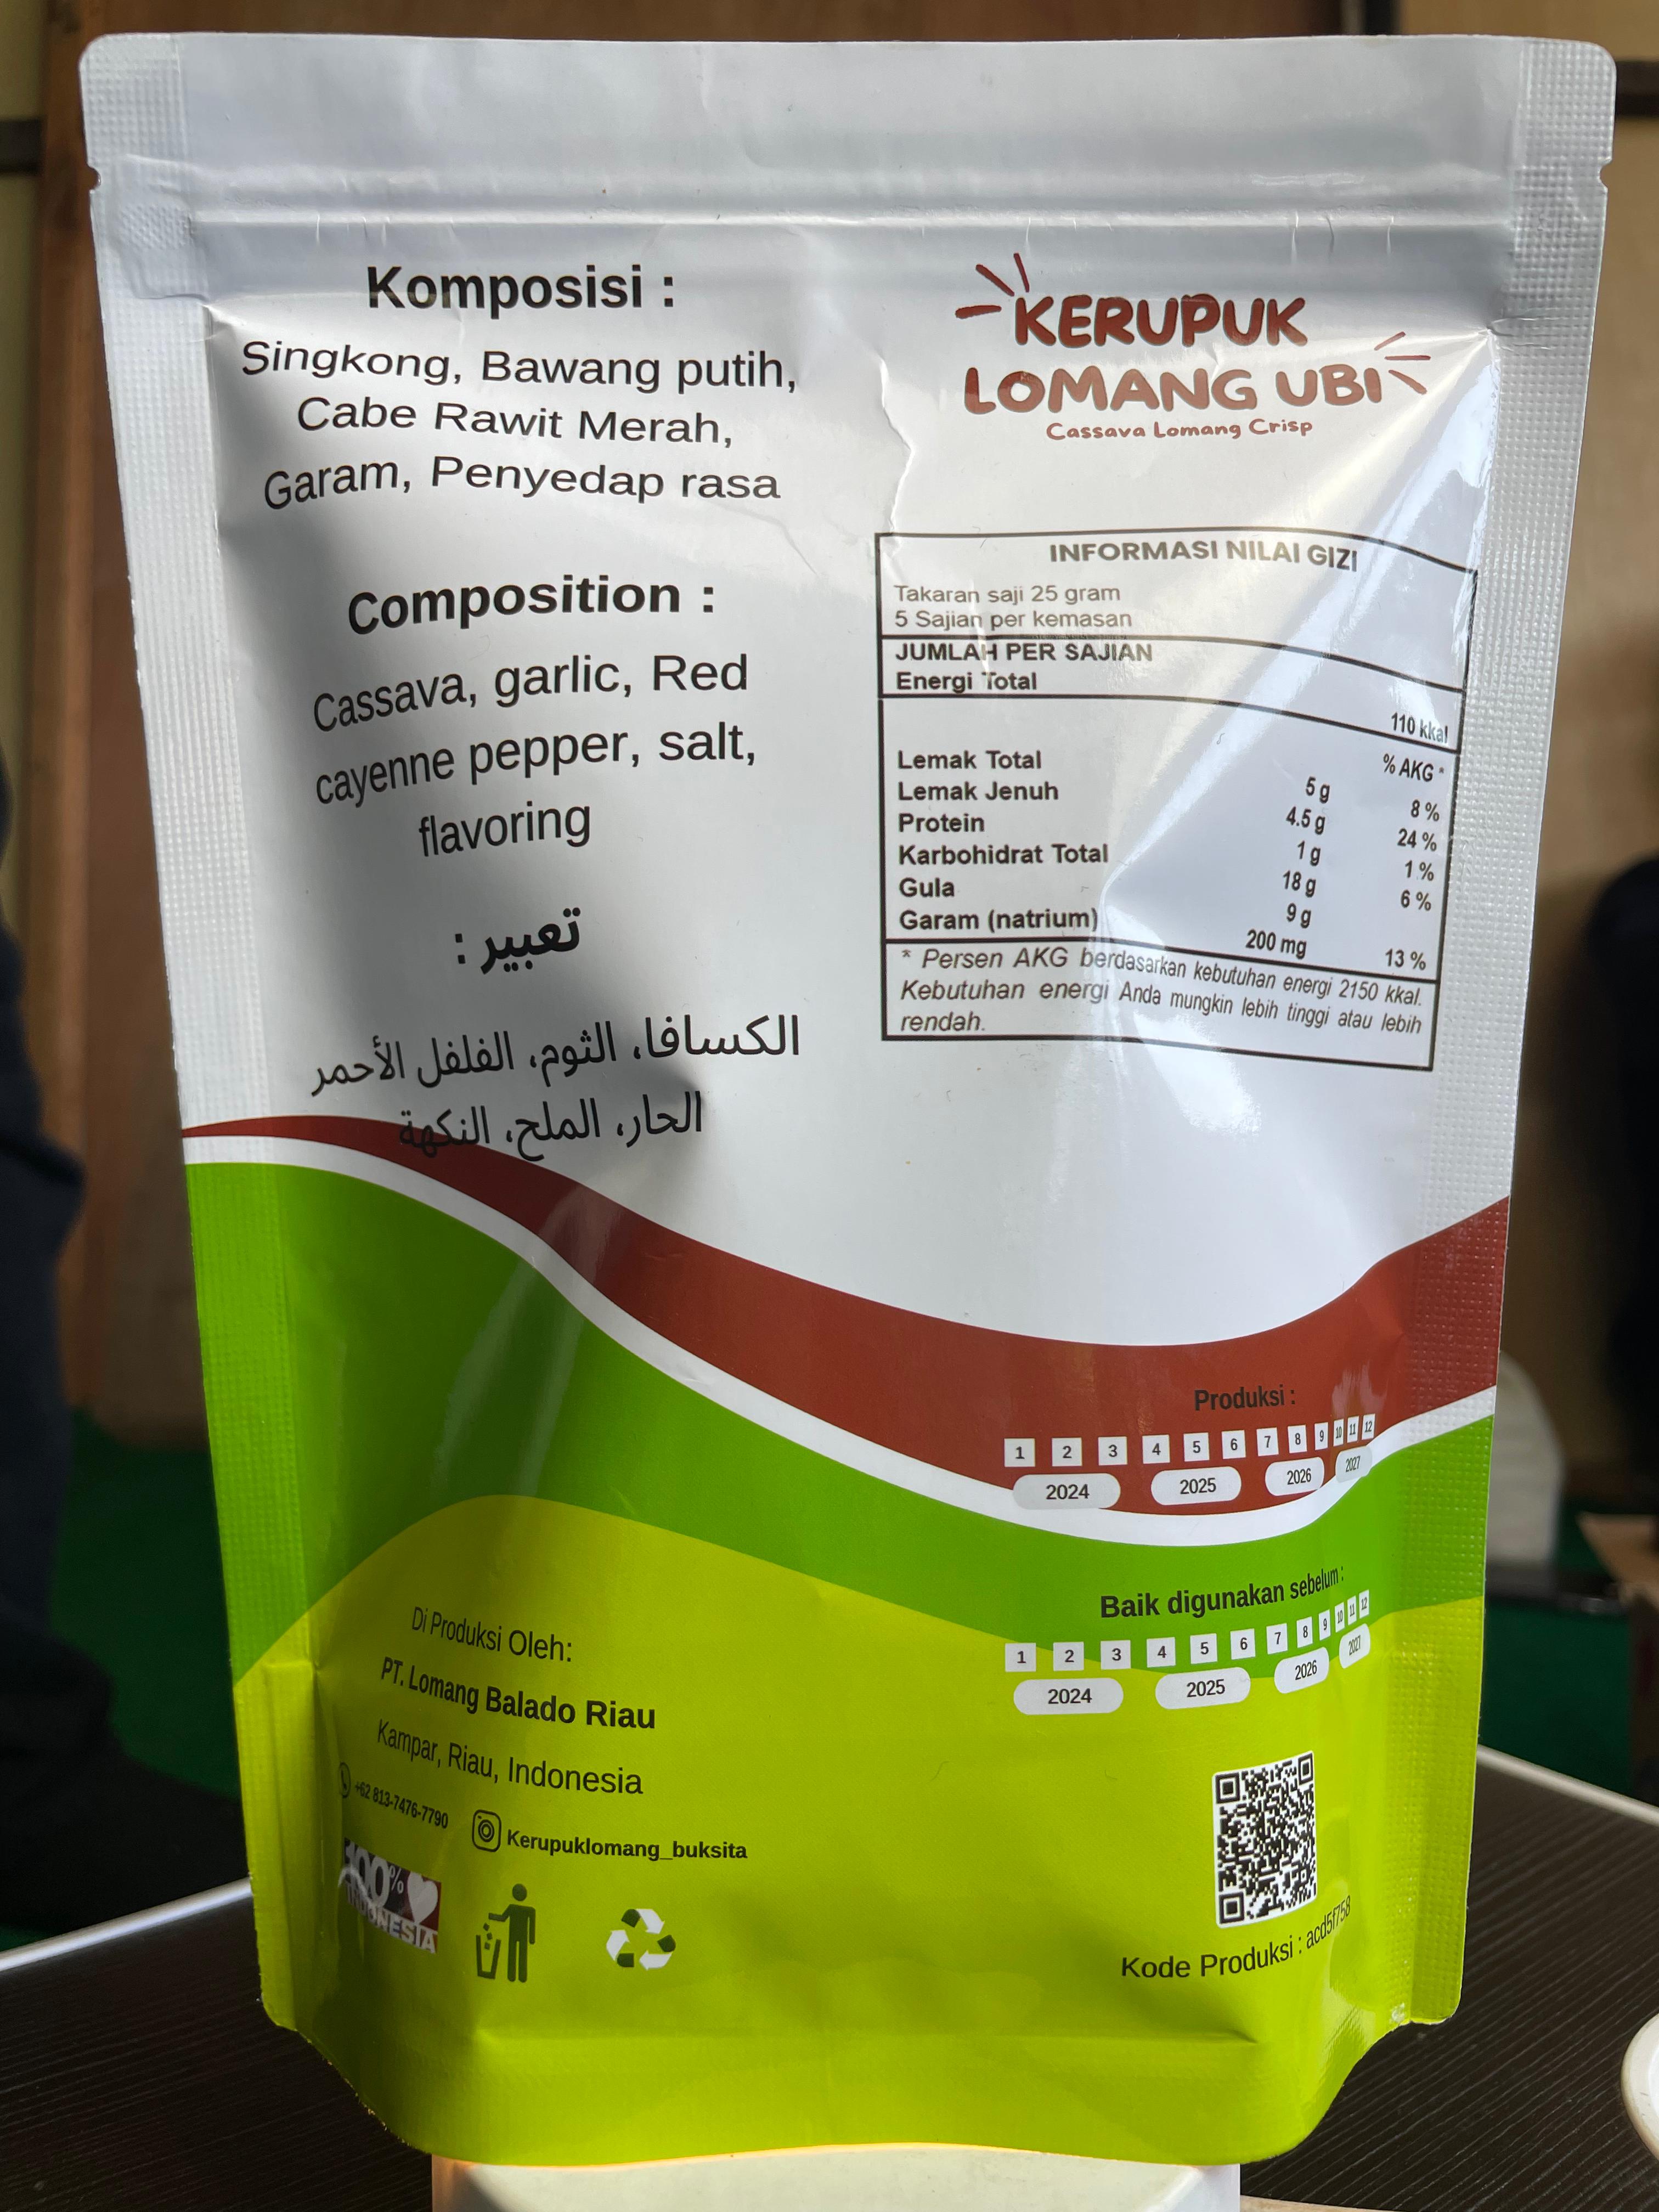 Komposisi :
Singkong, Bawang putih,
Cabe Rawit Merah,
Garam, Penyedap rasa
Composition :
Cassava, garlic, Red
cayenne pepper, salt,
flavoring
تعبير :
الكسافا، الثوم، الفلفل الأحمر
الحار، الملح، النكهة
KERUPUK
LOMANG UBI
Cassava Lomang Crisp
INFORMASI NILAI GIZI
Takaran saji 25 gram
5 Sajian per kemasan
JUMLAH PER SAJIAN
Energi Total 110 kkal
% AKG *
Lemak Total 5 g 8 %
Lemak Jenuh 4.5 g 24 %
Protein 1 g 1 %
Karbohidrat Total 18 g 6 %
Gula 9 g
Garam (natrium) 200 mg 13 %
* Persen AKG berdasarkan kebutuhan energi 2150 kkal.
Kebutuhan energi Anda mungkin lebih tinggi atau lebih
rendah.
Produksi :
1 2 3 4 5 6 7 8 9 10 11 12
2024 2025 2026 2027
Baik digunakan sebelum :
1 2 3 4 5 6 7 8 9 10 11 12
2024 2025 2026 2027
Di Produksi Oleh:
PT. Lomang Balado Riau
Kampar, Riau, Indonesia
+62 813-7476-7790 Kerupuklomang_buksita
100%
INDONESIA
Kode Produksi : acd5f758